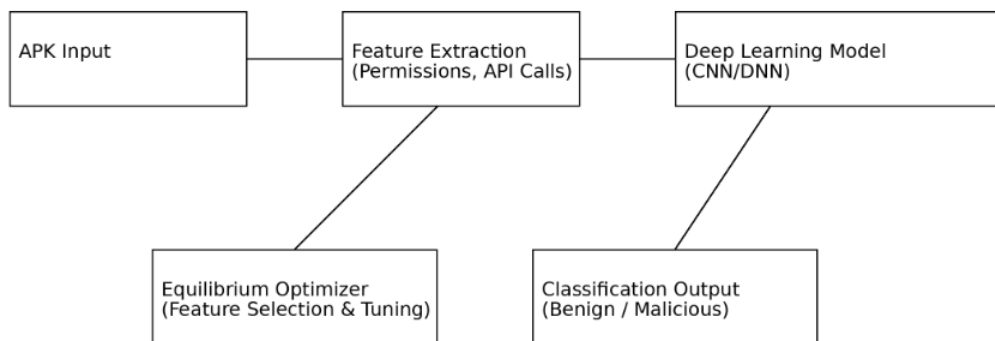 APK Input
Feature Extraction
(Permissions, API Calls)
Deep Learning Model
(CNN/DNN)
Equilibrium Optimizer
(Feature Selection & Tuning)
Classification Output
(Benign / Malicious)